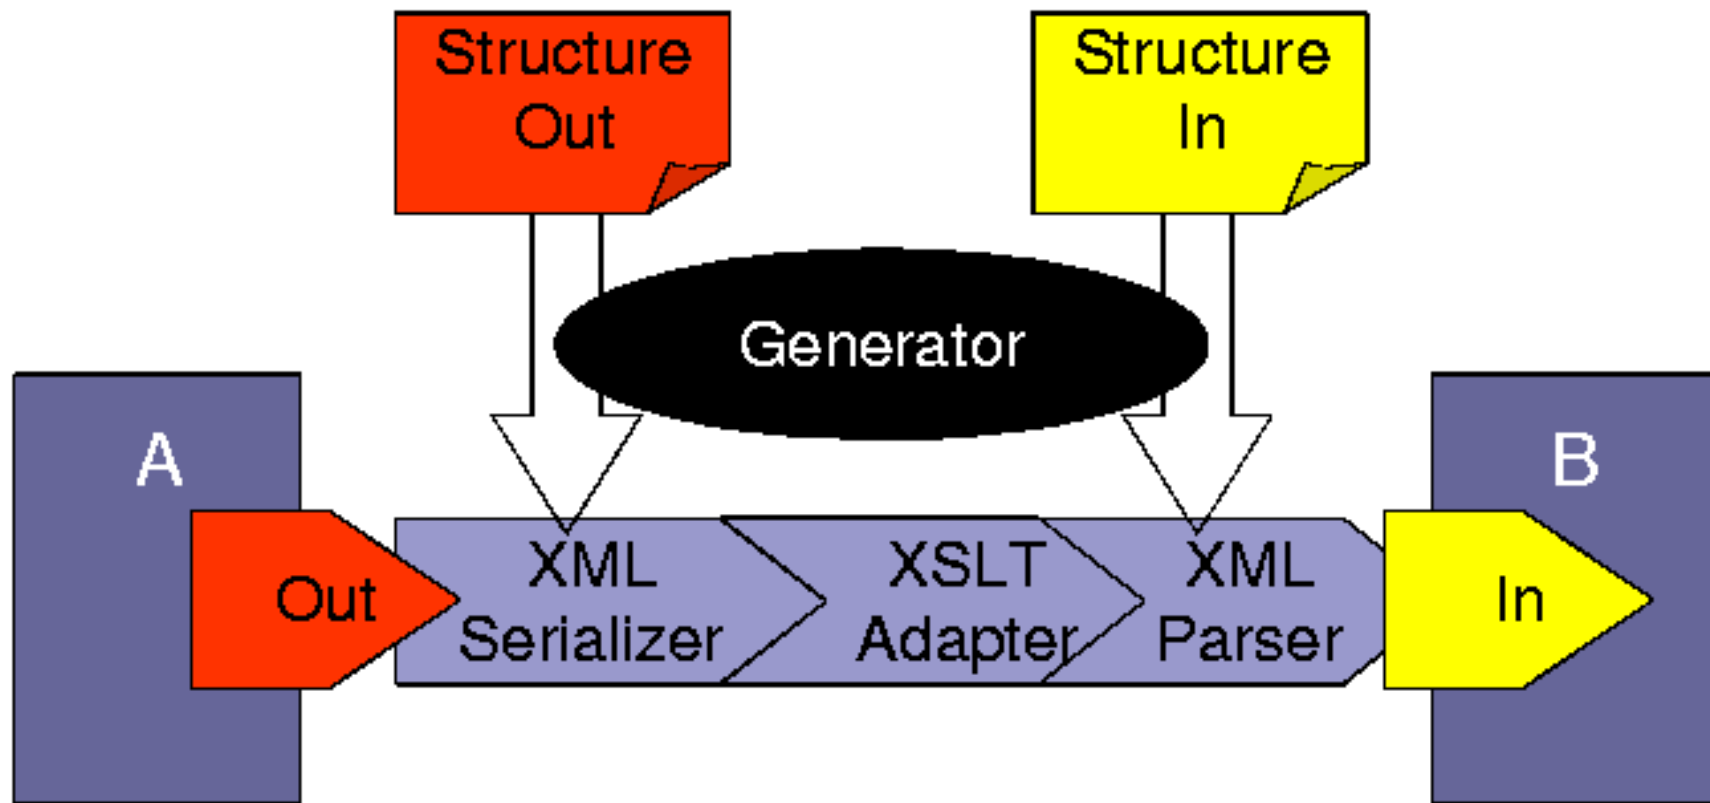 Structure
Out
Structure
In
Generator
A
B
Out
XML
Serializer
XSLT
Adapter
XML
Parser
In